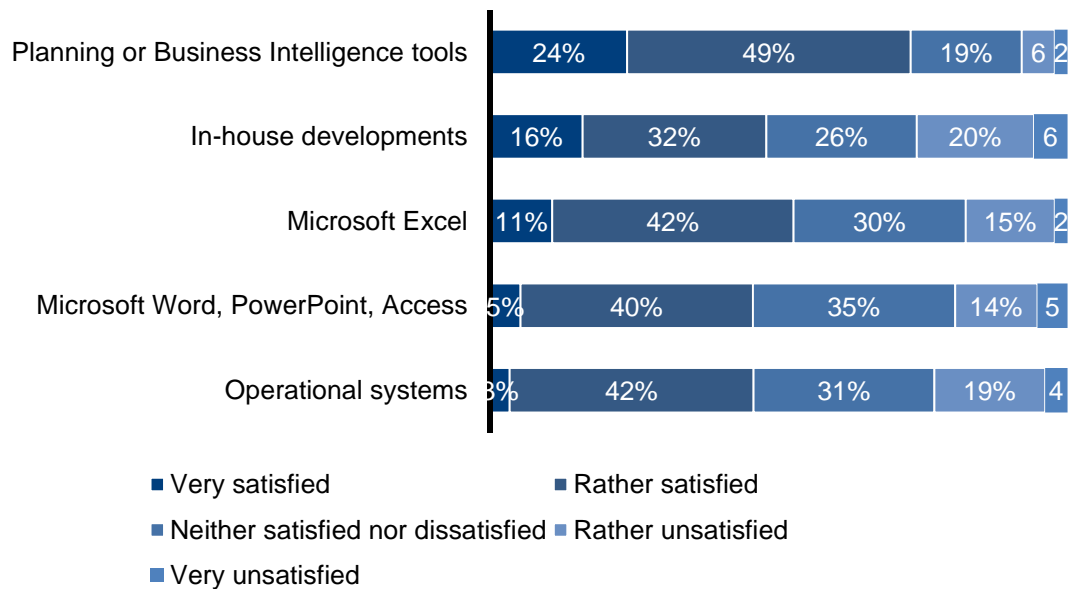 Planning or Business Intelligence tools 24% 49% 19% 6 2
In-house developments 16% 32% 26% 20% 6
Microsoft Excel 11% 42% 30% 15% 2
Microsoft Word, PowerPoint, Access 5% 40% 35% 14% 5
Operational systems 3% 42% 31% 19% 4
Very satisfied Rather satisfied
Neither satisfied nor dissatisfied Rather unsatisfied
Very unsatisfied